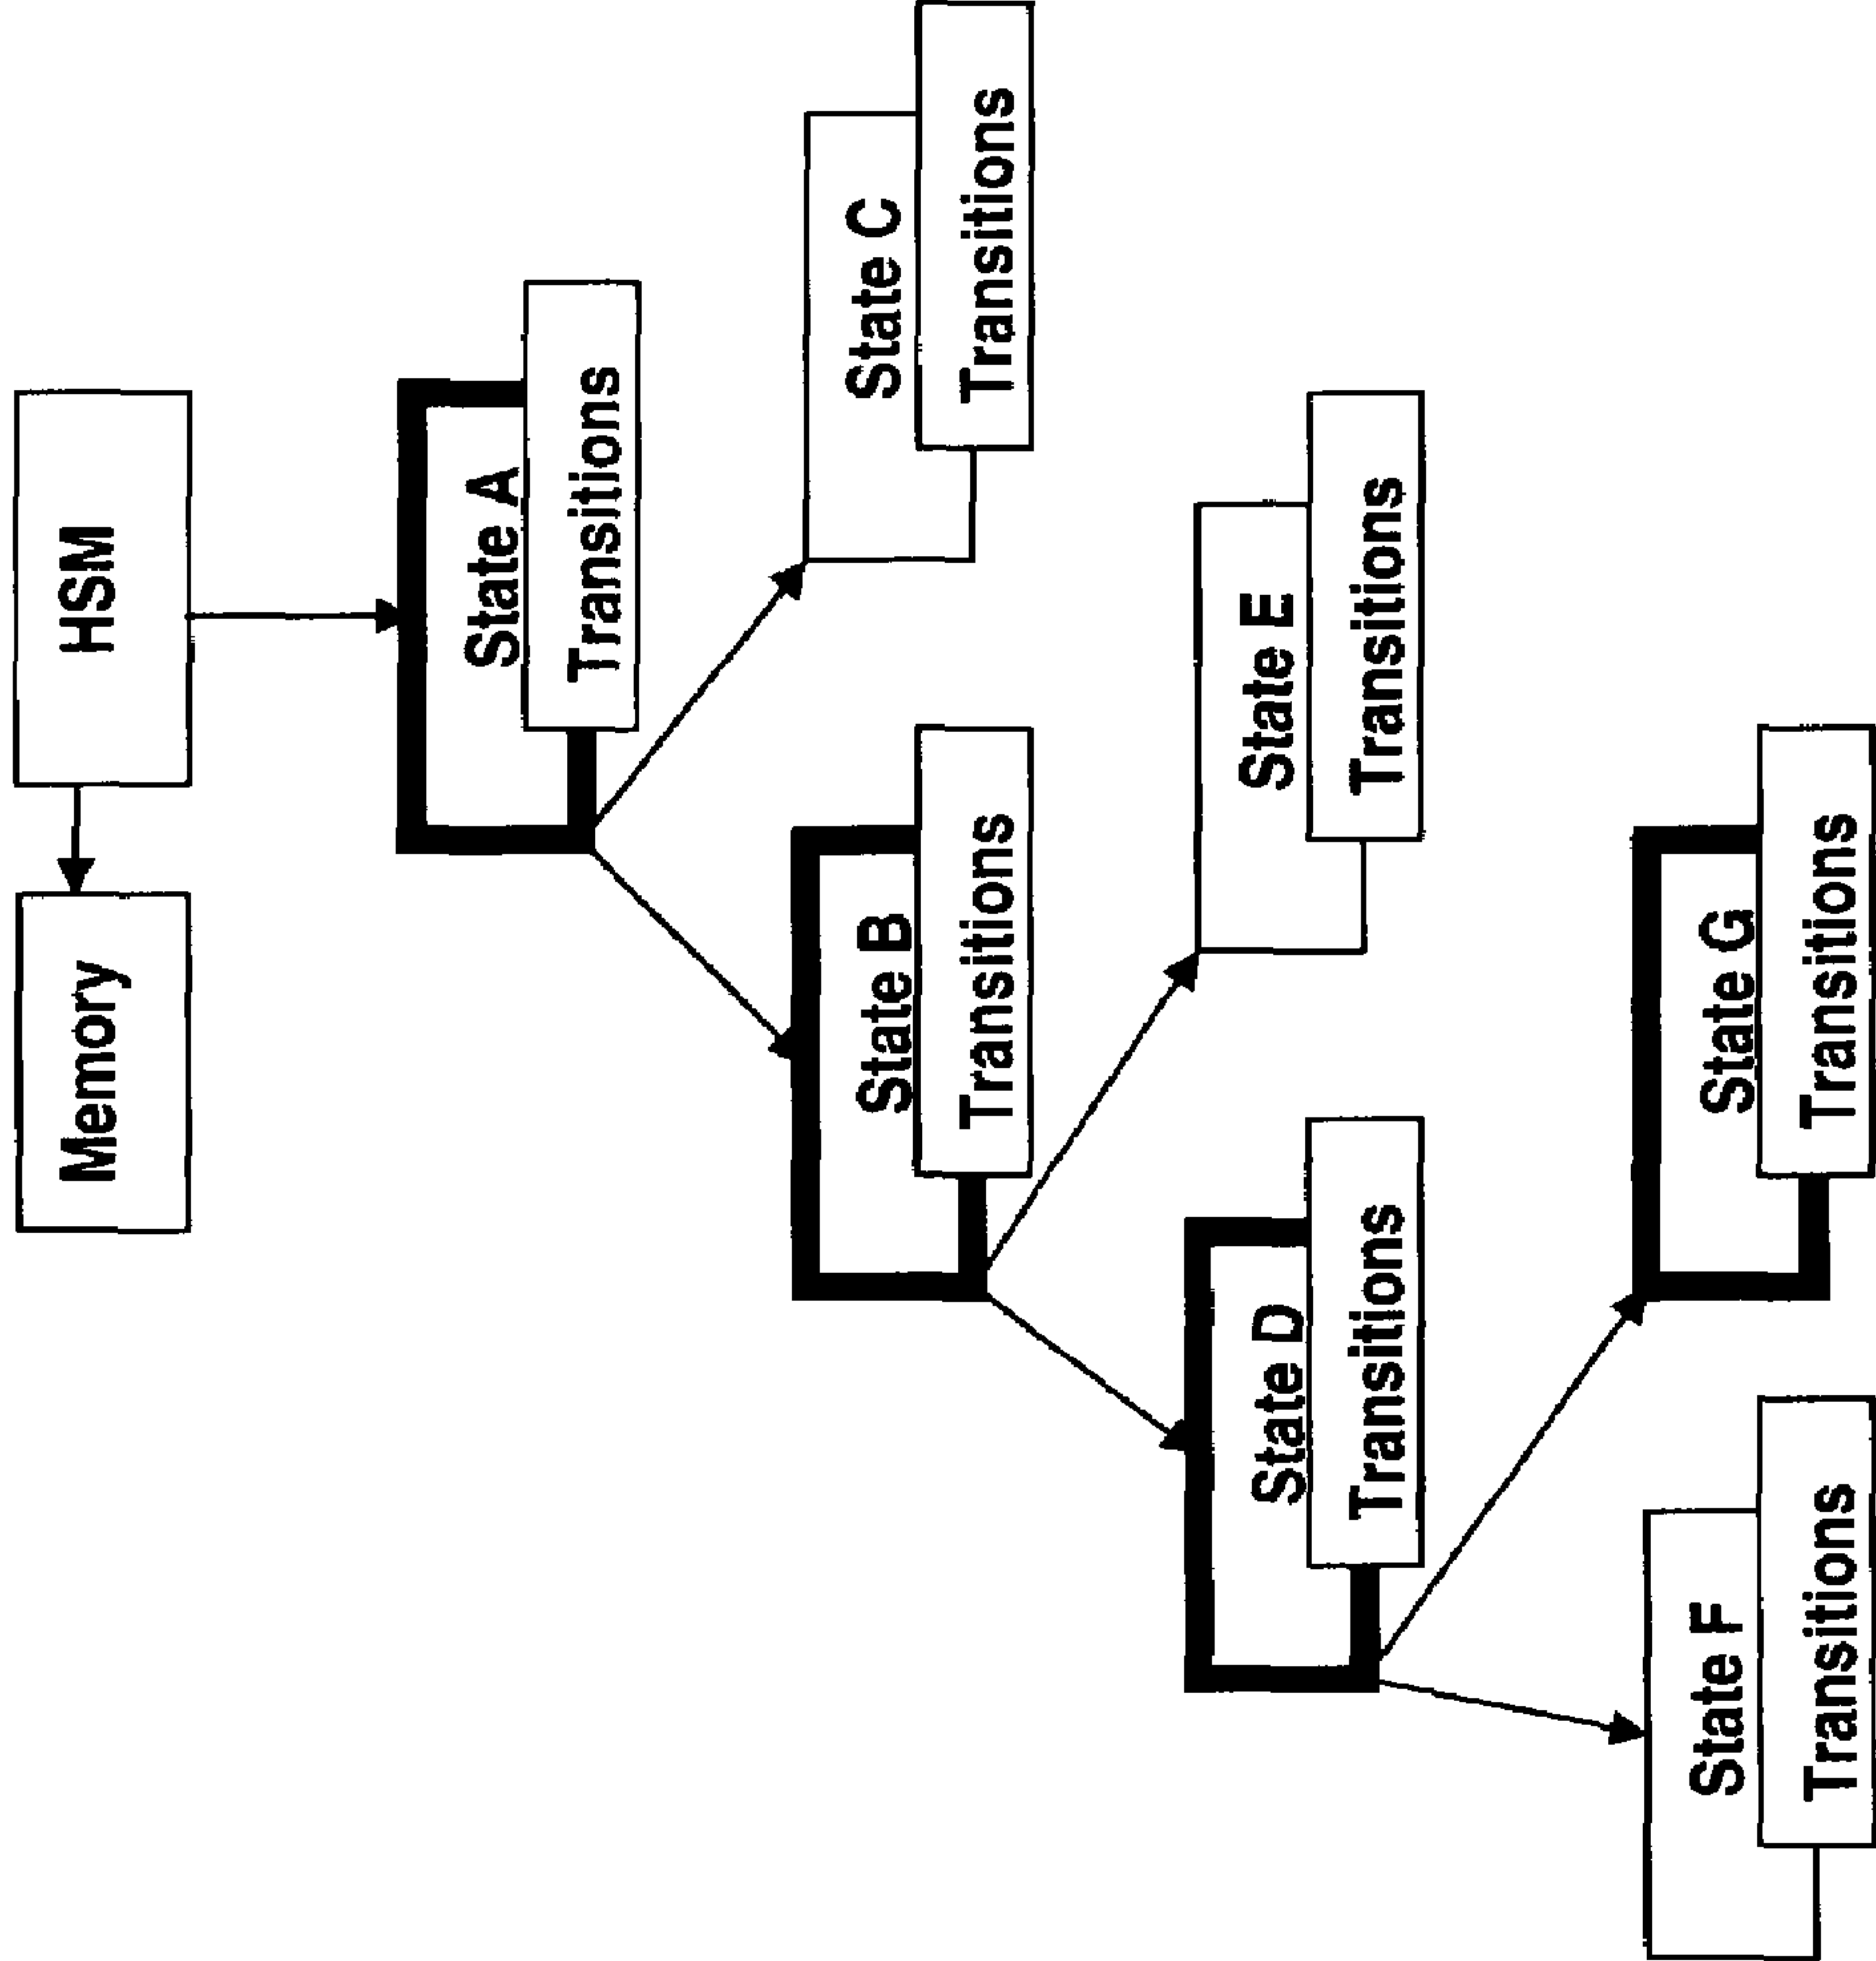 Memory
HSM
State A
Transitions
State B
Transitions
State C
Transitions
State D
Transitions
State E
Transitions
State F
Transitions
State G
Transitions